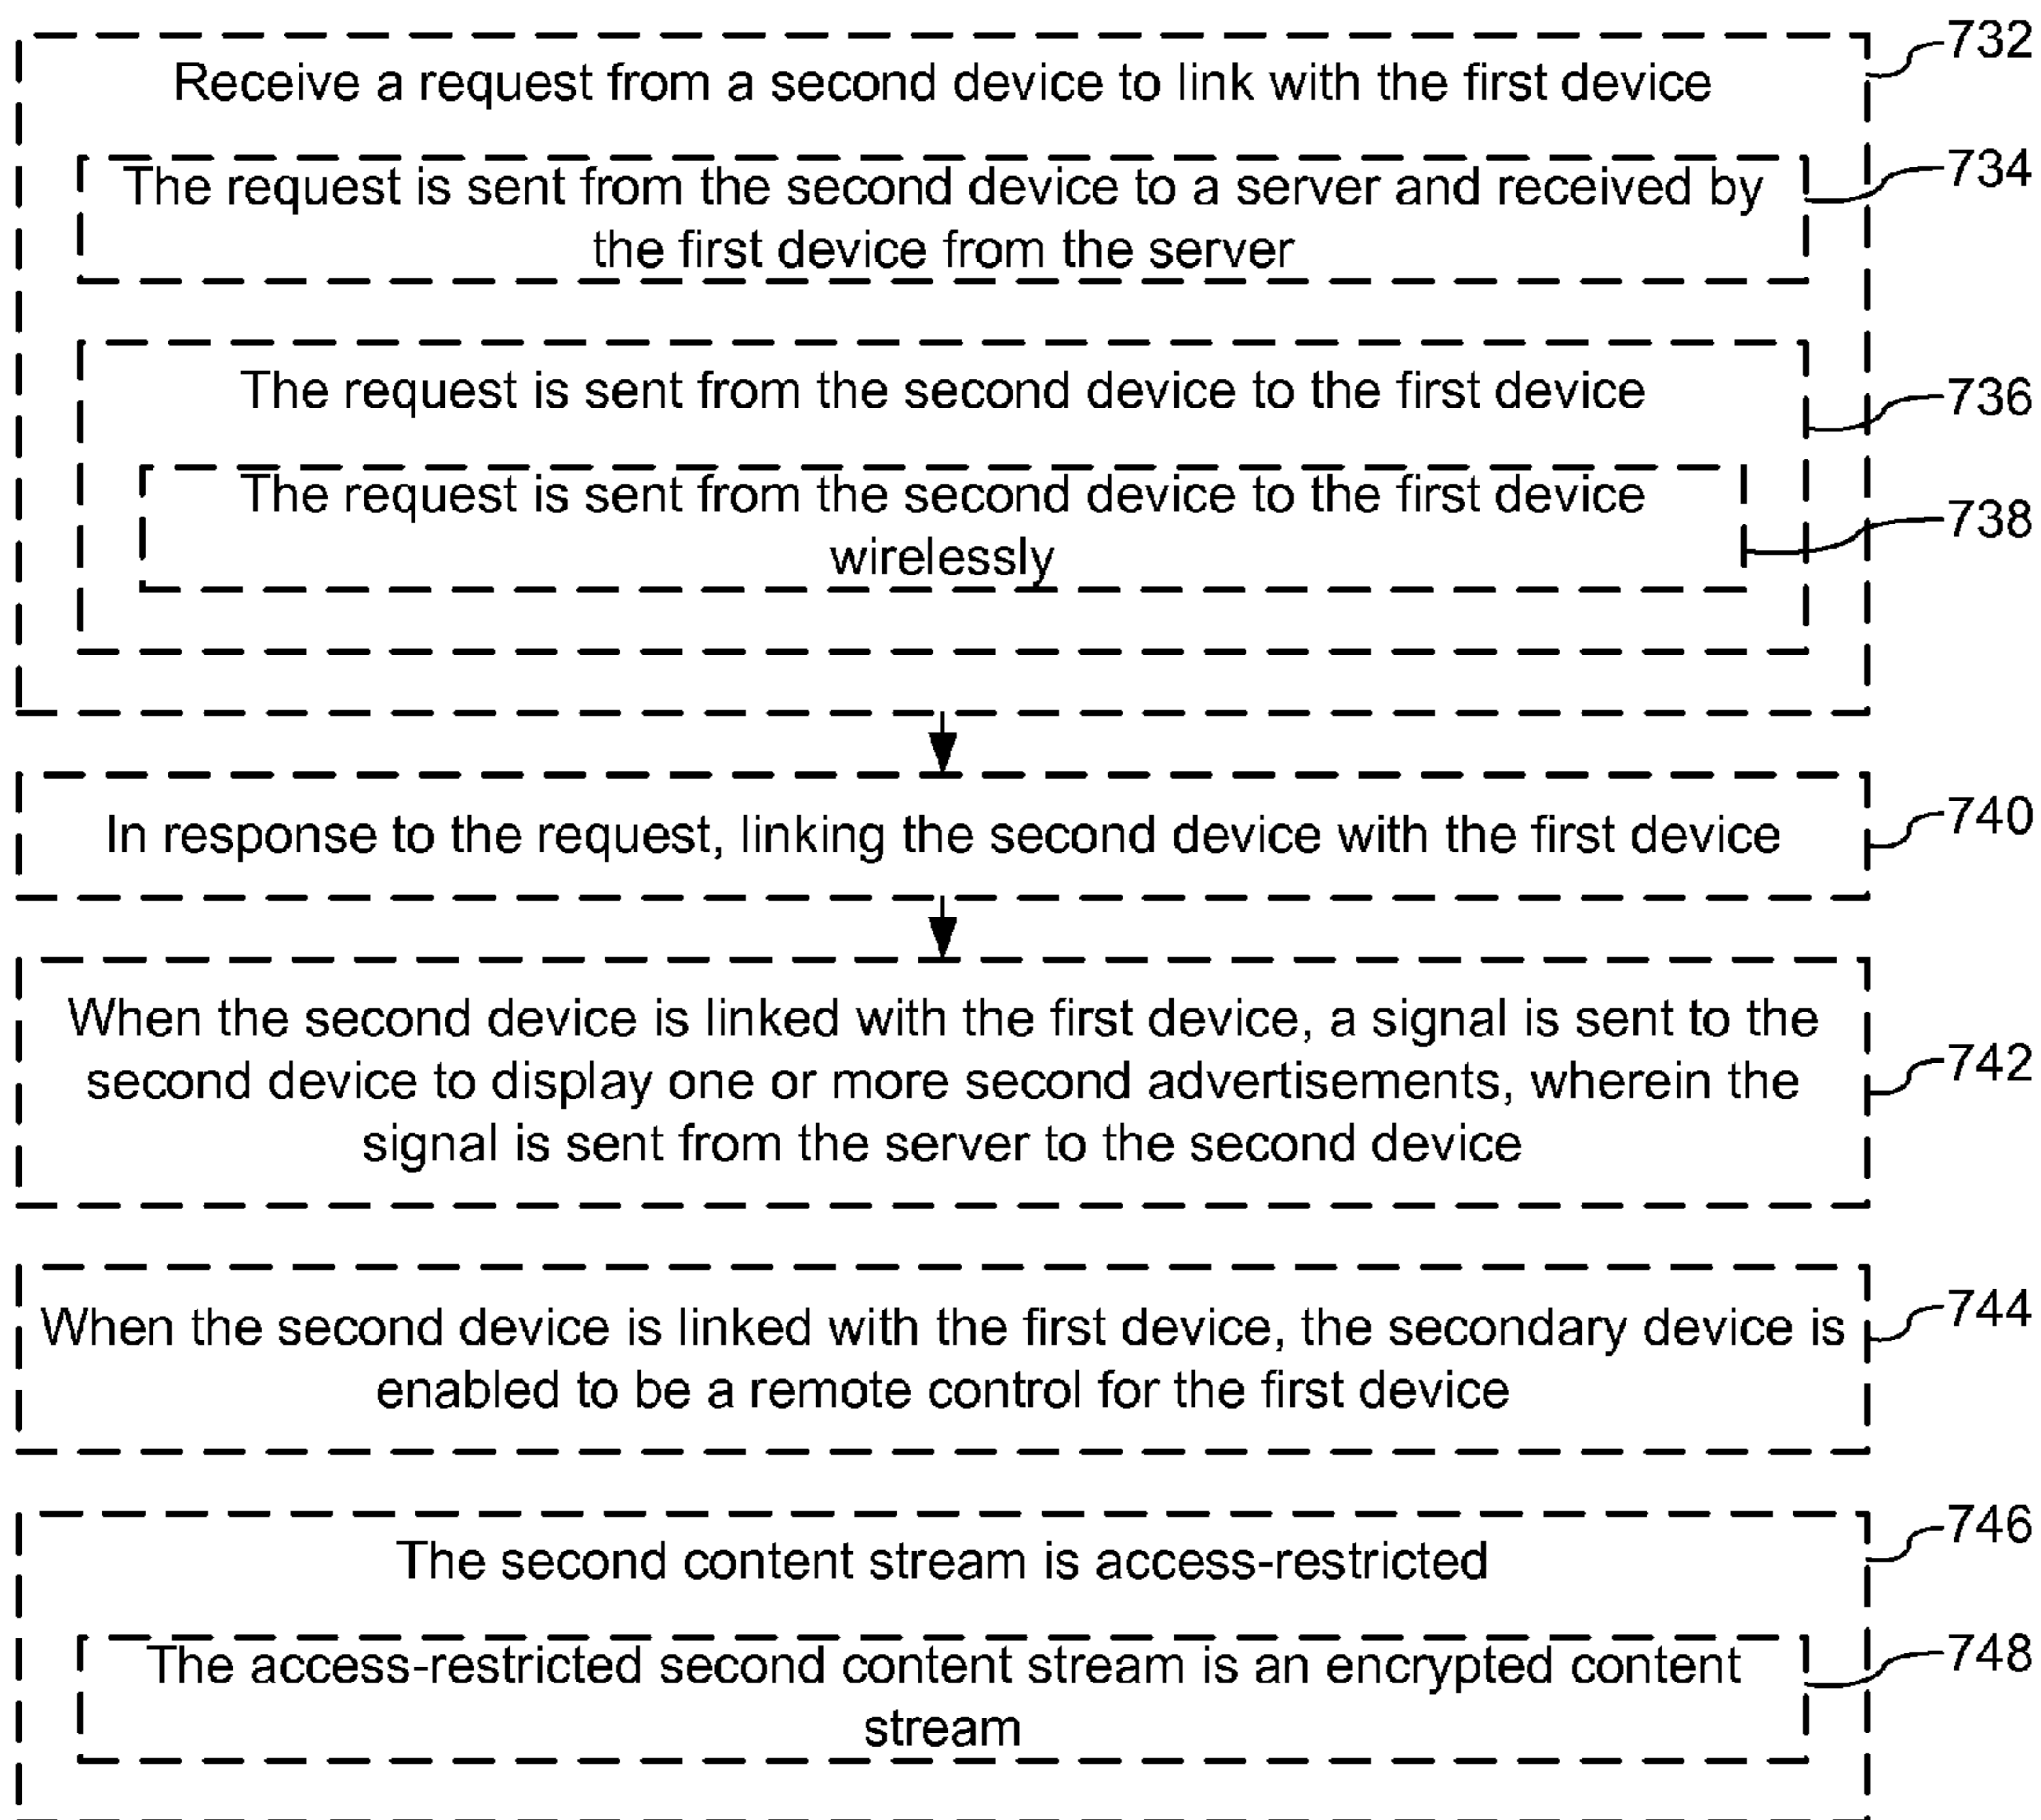 732
Receive a request from a second device to link with the first device
734
The request is sent from the second device to a server and received by
the first device from the server
736
The request is sent from the second device to the first device
738
The request is sent from the second device to the first device
wirelessly
740
In response to the request, linking the second device with the first device
742
When the second device is linked with the first device, a signal is sent to the
second device to display one or more second advertisements, wherein the
signal is sent from the server to the second device
744
When the second device is linked with the first device, the secondary device is
enabled to be a remote control for the first device
746
The second content stream is access-restricted
748
The access-restricted second content stream is an encrypted content
stream